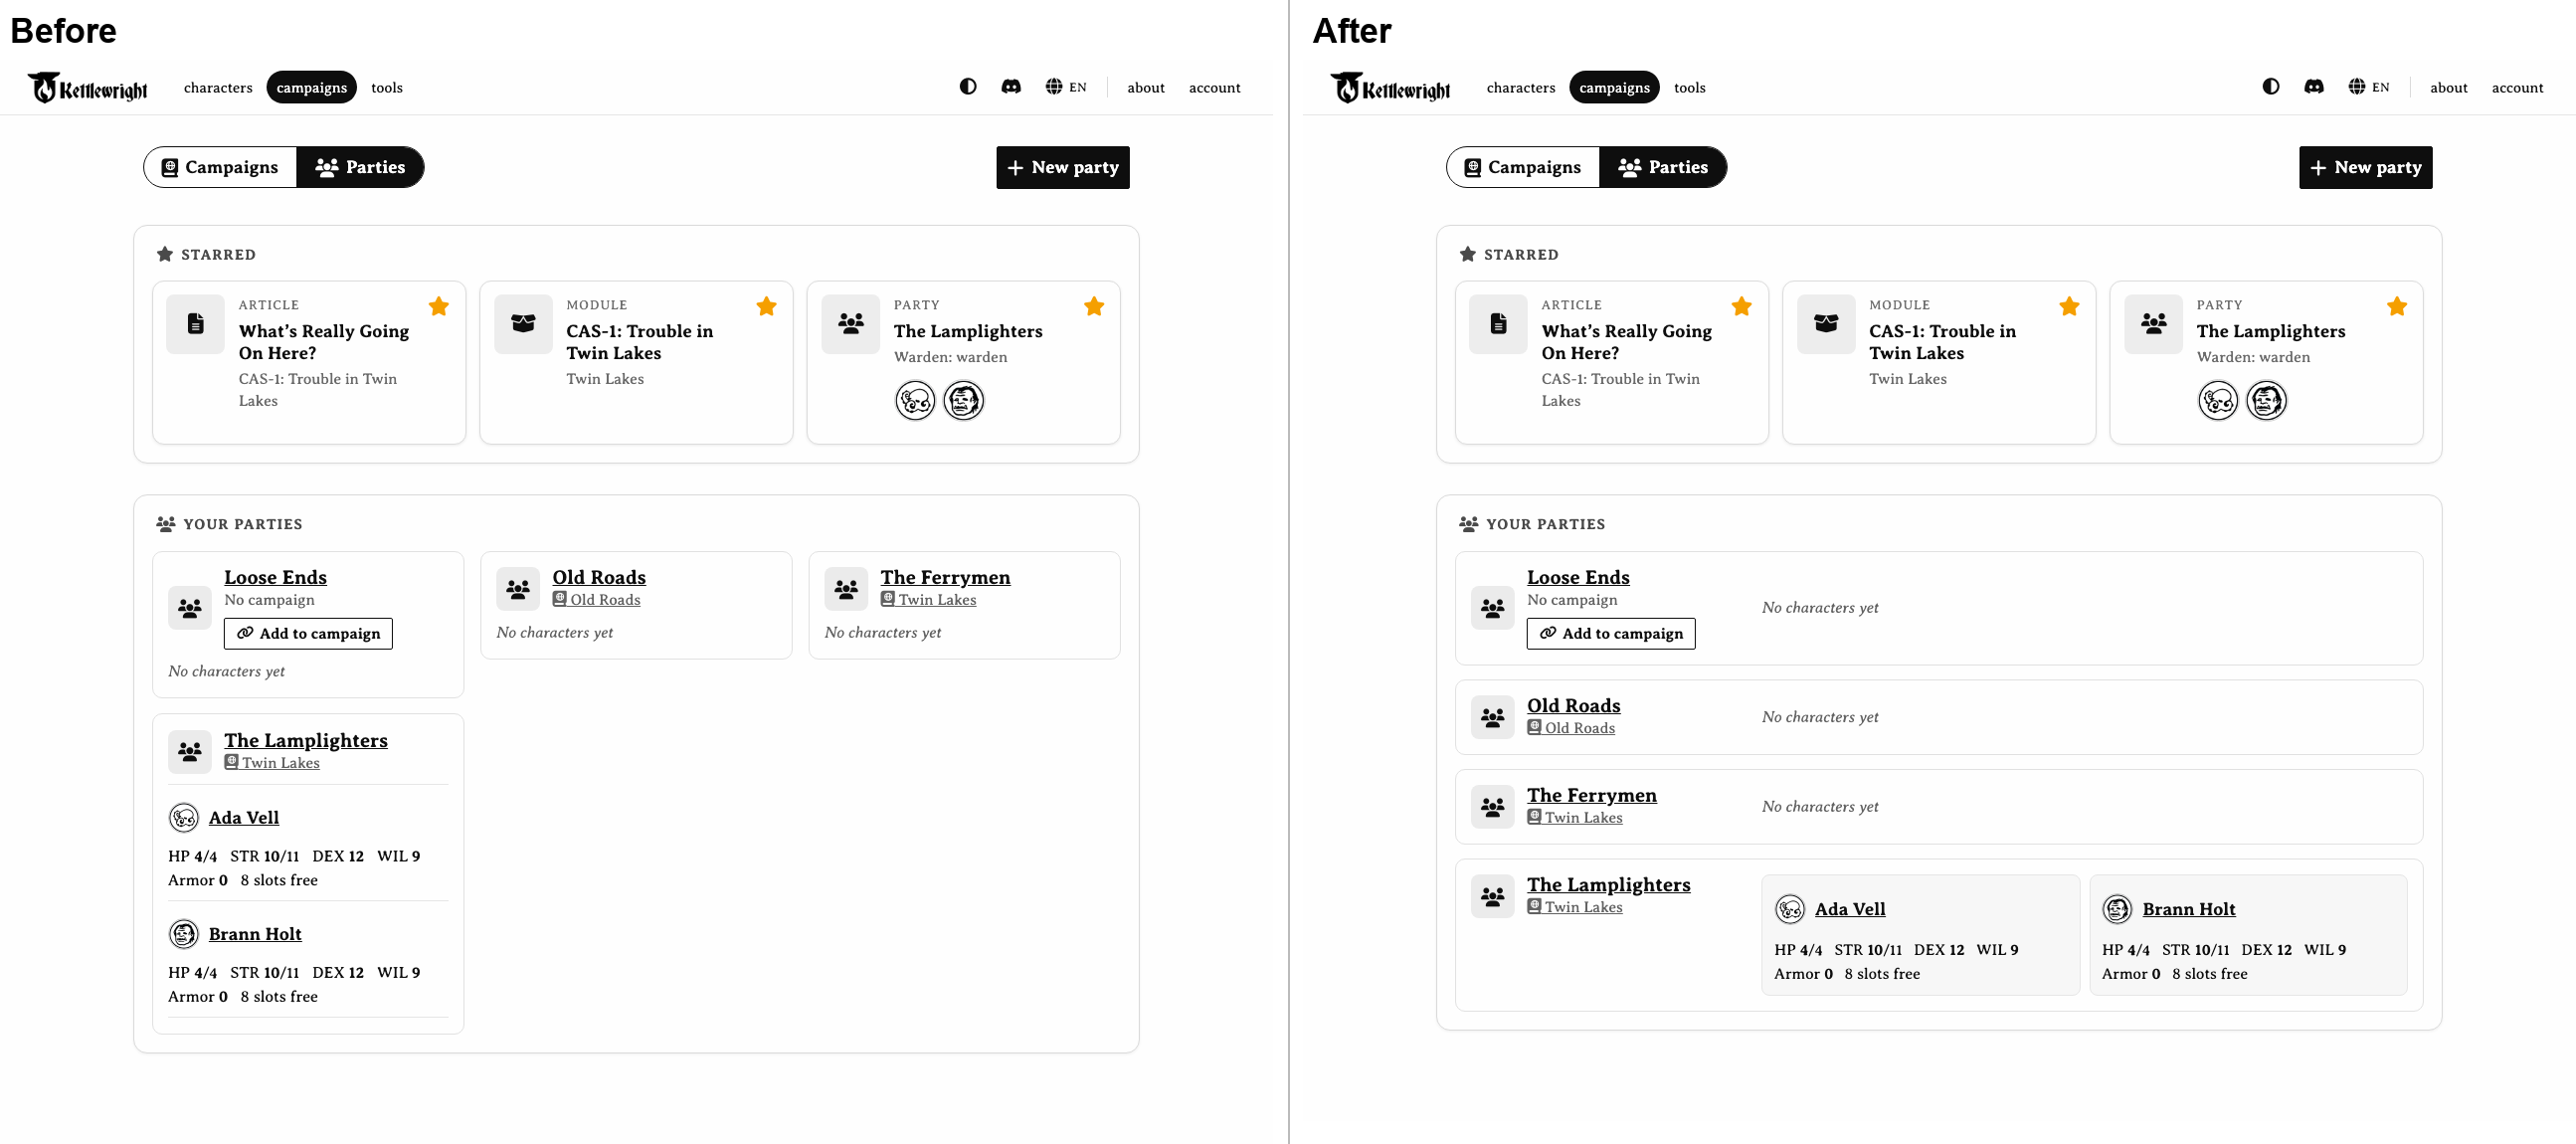 Before
Kettlewright
characters
campaigns
tools
EN
about
account
Campaigns
Parties
+ New party
STARRED
ARTICLE
What's Really Going
On Here?
CAS-1: Trouble in Twin
Lakes
MODULE
CAS-1: Trouble in
Twin Lakes
Twin Lakes
PARTY
The Lamplighters
Warden: warden
YOUR PARTIES
Loose Ends
No campaign
Add to campaign
No characters yet
Old Roads
Old Roads
No characters yet
The Ferrymen
Twin Lakes
No characters yet
The Lamplighters
Twin Lakes
Ada Vell
HP 4/4 STR 10/11 DEX 12 WIL 9
Armor 0 8 slots free
Brann Holt
HP 4/4 STR 10/11 DEX 12 WIL 9
Armor 0 8 slots free
After
Kettlewright
characters
campaigns
tools
EN
about
account
Campaigns
Parties
+ New party
STARRED
ARTICLE
What's Really Going
On Here?
CAS-1: Trouble in Twin
Lakes
MODULE
CAS-1: Trouble in
Twin Lakes
Twin Lakes
PARTY
The Lamplighters
Warden: warden
YOUR PARTIES
Loose Ends
No campaign
Add to campaign
No characters yet
Old Roads
Old Roads
No characters yet
The Ferrymen
Twin Lakes
No characters yet
The Lamplighters
Twin Lakes
Ada Vell
HP 4/4 STR 10/11 DEX 12 WIL 9
Armor 0 8 slots free
Brann Holt
HP 4/4 STR 10/11 DEX 12 WIL 9
Armor 0 8 slots free